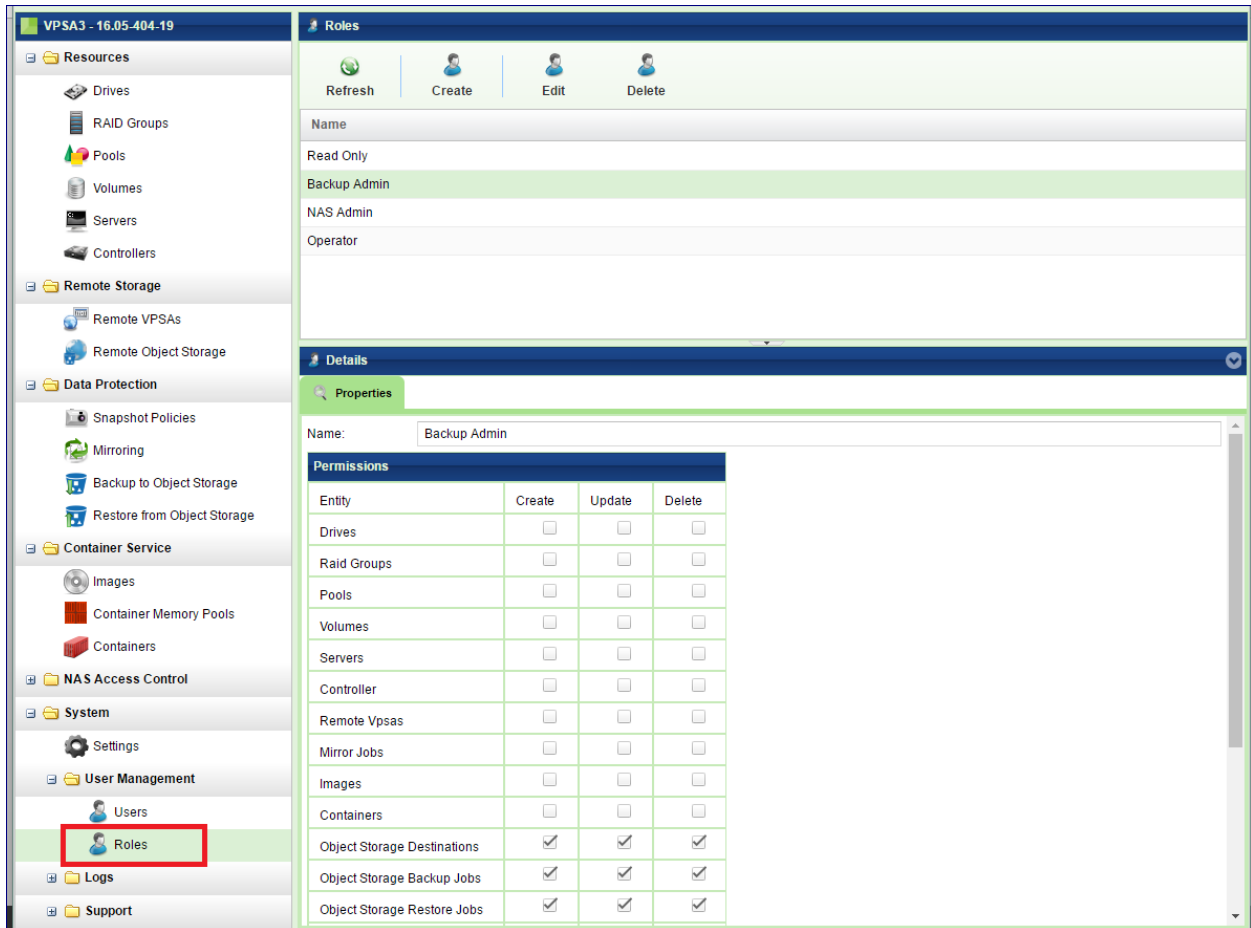 VPSA3 - 16.05-404-19
Resources
Drives
RAID Groups
Pools
Volumes
Servers
Controllers
Remote Storage
Remote VPSAs
Remote Object Storage
Data Protection
Snapshot Policies
Mirroring
Backup to Object Storage
Restore from Object Storage
Container Service
Images
Container Memory Pools
Containers
NAS Access Control
System
Settings
User Management
Users
Roles
Logs
Support
Roles
Refresh Create Edit Delete
Name
Read Only
Backup Admin
NAS Admin
Operator
Details
Properties
Name: Backup Admin
Permissions
Entity Create Update Delete
Drives
Raid Groups
Pools
Volumes
Servers
Controller
Remote Vpsas
Mirror Jobs
Images
Containers
Object Storage Destinations
Object Storage Backup Jobs
Object Storage Restore Jobs